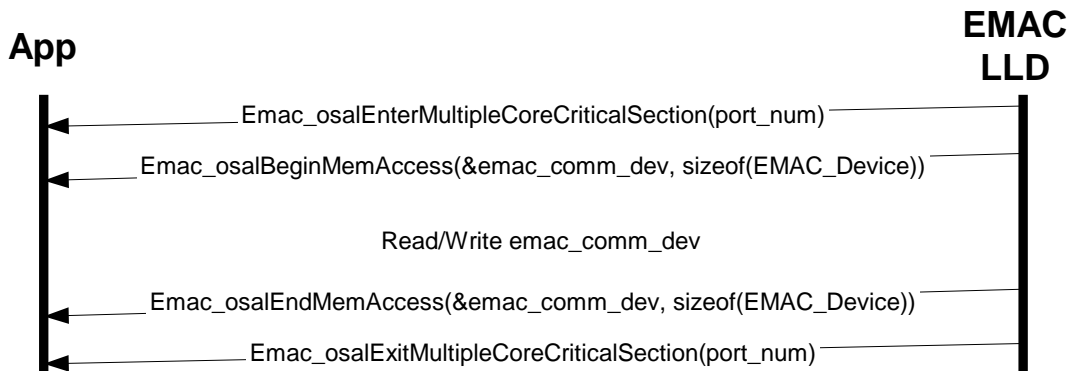 App
EMAC
LLD
Emac_osalEnterMultipleCoreCriticalSection(port_num)
Emac_osalBeginMemAccess(&emac_comm_dev, sizeof(EMAC_Device))
Read/Write emac_comm_dev
Emac_osalEndMemAccess(&emac_comm_dev, sizeof(EMAC_Device))
Emac_osalExitMultipleCoreCriticalSection(port_num)